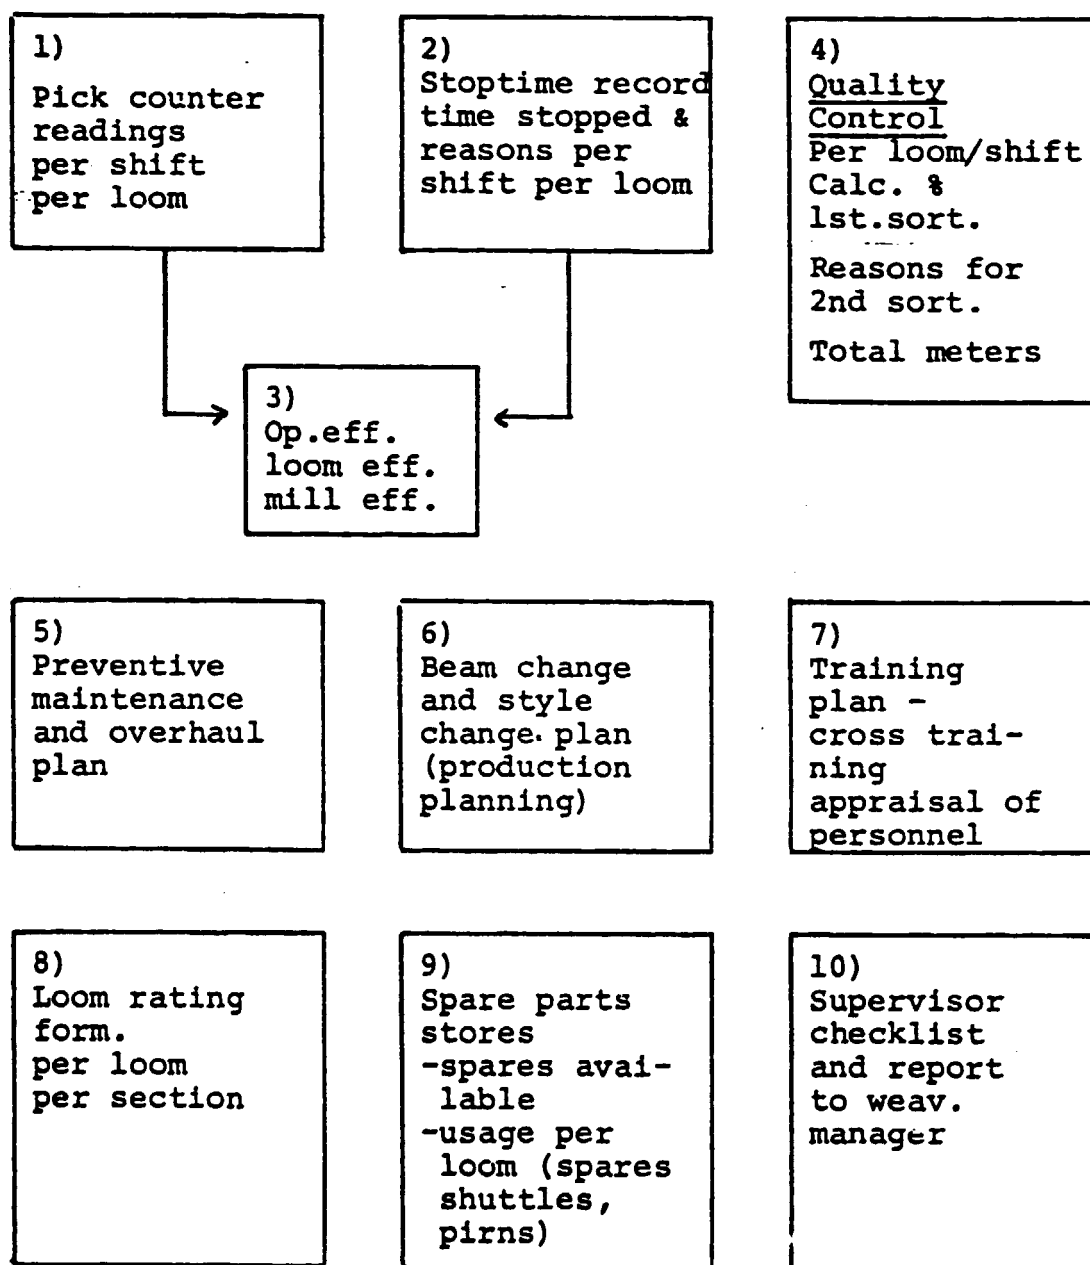 1)
Pick counter
readings
per shift
per loom
2)
Stoptime record
time stopped &
reasons per
shift per loom
4)
Quality
Control
Per loom/shift
Calc. %
1st.sort.
Reasons for
2nd sort.
Total meters
3)
Op.eff.
loom eff.
mill eff.
5)
Preventive
maintenance
and overhaul
plan
6)
Beam change
and style
change plan
(production
planning)
7)
Training
plan -
cross trai-
ning
appraisal of
personnel
8)
Loom rating
form.
per loom
per section
9)
Spare parts
stores
-spares avai-
lable
-usage per
loom (spares
shuttles,
pirns)
10)
Supervisor
checklist
and report
to weav.
manager